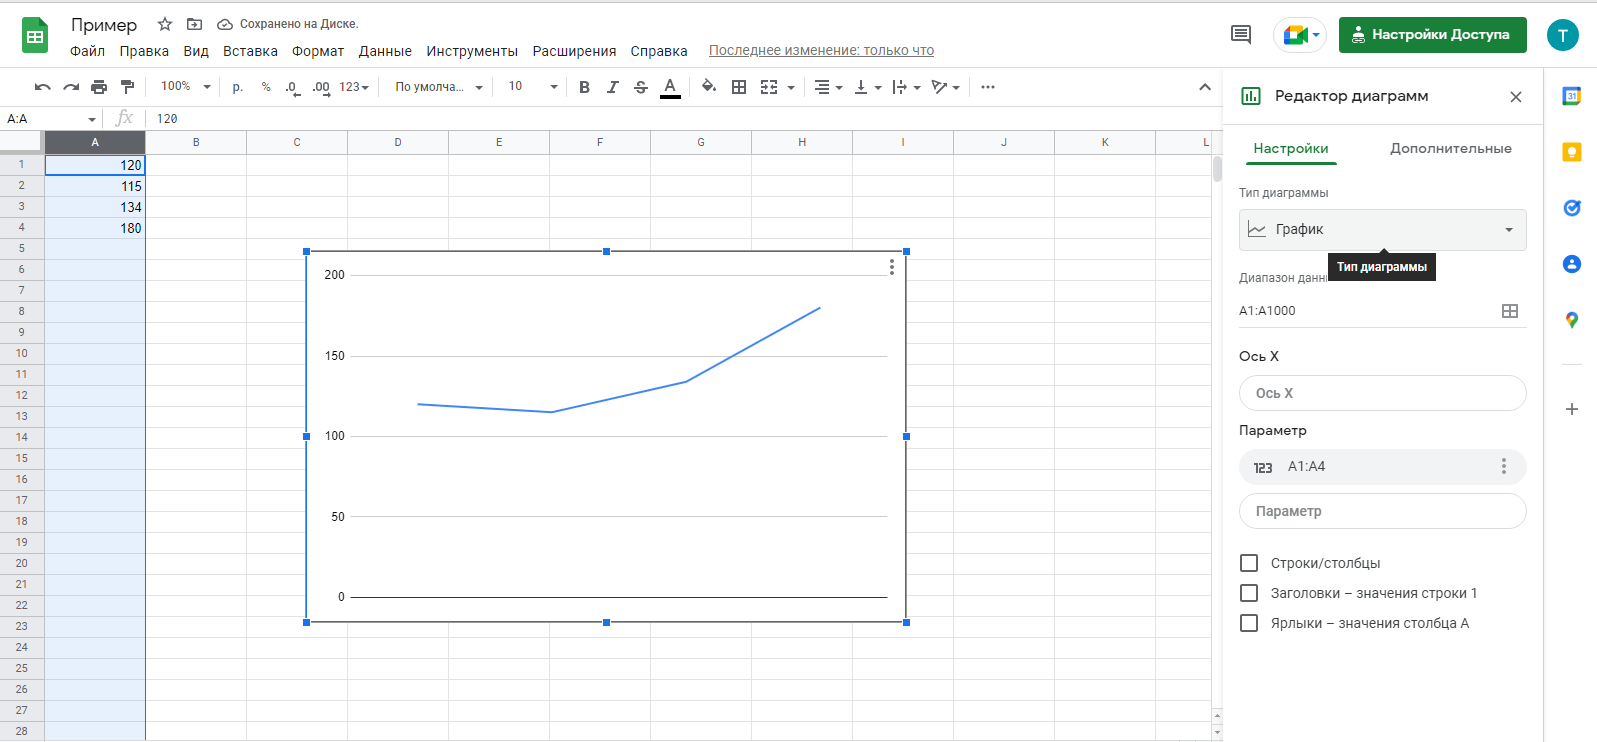 Пример Сохранено на Диске.
Файл Правка Вид Вставка Формат Данные Инструменты Расширения Справка Последнее изменение: только что
Настройки Доступа
T
100% р. % .0 .00 123 По умолча... 10 B I S A
Редактор диаграмм
31
A:A fx 120
A B C D E F G H I J K L
1 120
2 115
3 134
4 180
5
6
7
8
9
10
11
12
13
14
15
16
17
18
19
20
21
22
23
24
25
26
27
28
200
150
100
50
0
Настройки Дополнительные
Тип диаграммы
График
Тип диаграммы
Диапазон данн
A1:A1000
Ось X
Ось X
Параметр
123 A1:A4
Параметр
Строки/столбцы
Заголовки – значения строки 1
Ярлыки – значения столбца A